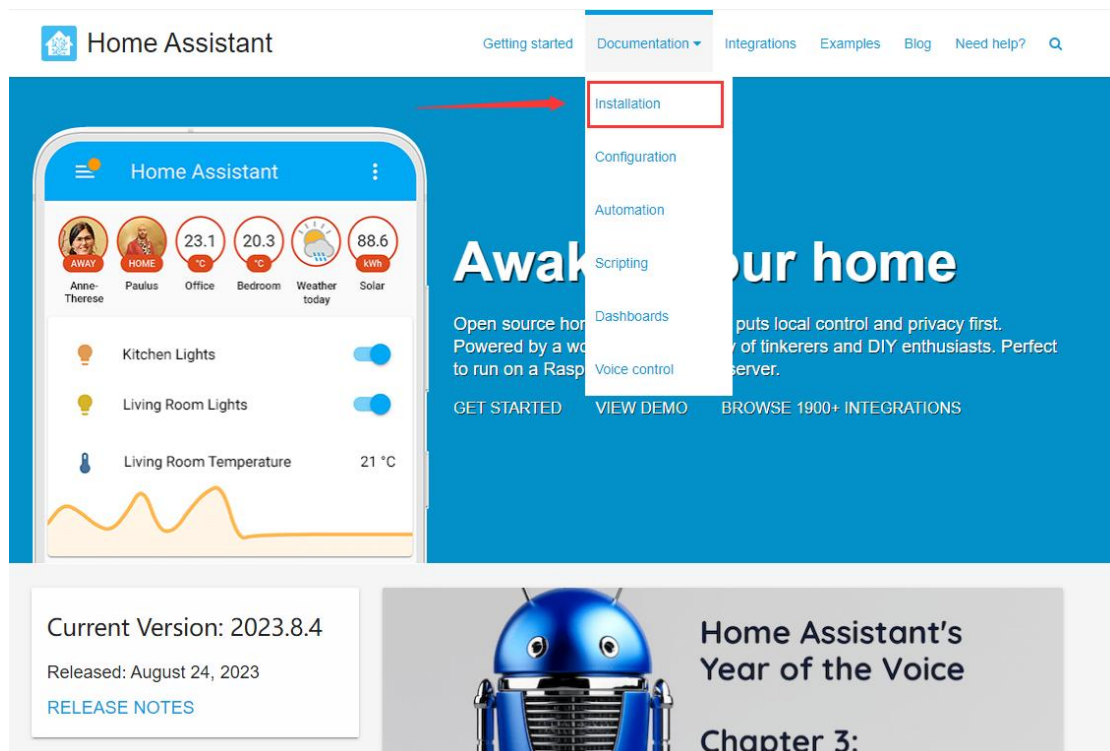 Home Assistant
Getting started
Documentation
Integrations
Examples
Blog
Need help?
Installation
Configuration
Automation
Scripting
Dashboards
Voice control
Home Assistant
23.1
20.3
88.6
AWAY
HOME
°C
°C
kWh
Anne-
Therese
Paulus
Office
Bedroom
Weather
today
Solar
Kitchen Lights
Living Room Lights
Living Room Temperature
21 °C
Awak ur home
Open source hom puts local control and privacy first.
Powered by a wo of tinkerers and DIY enthusiasts. Perfect
to run on a Rasp server.
GET STARTED
VIEW DEMO
BROWSE 1900+ INTEGRATIONS
Current Version: 2023.8.4
Released: August 24, 2023
RELEASE NOTES
Home Assistant's
Year of the Voice
Chapter 3: